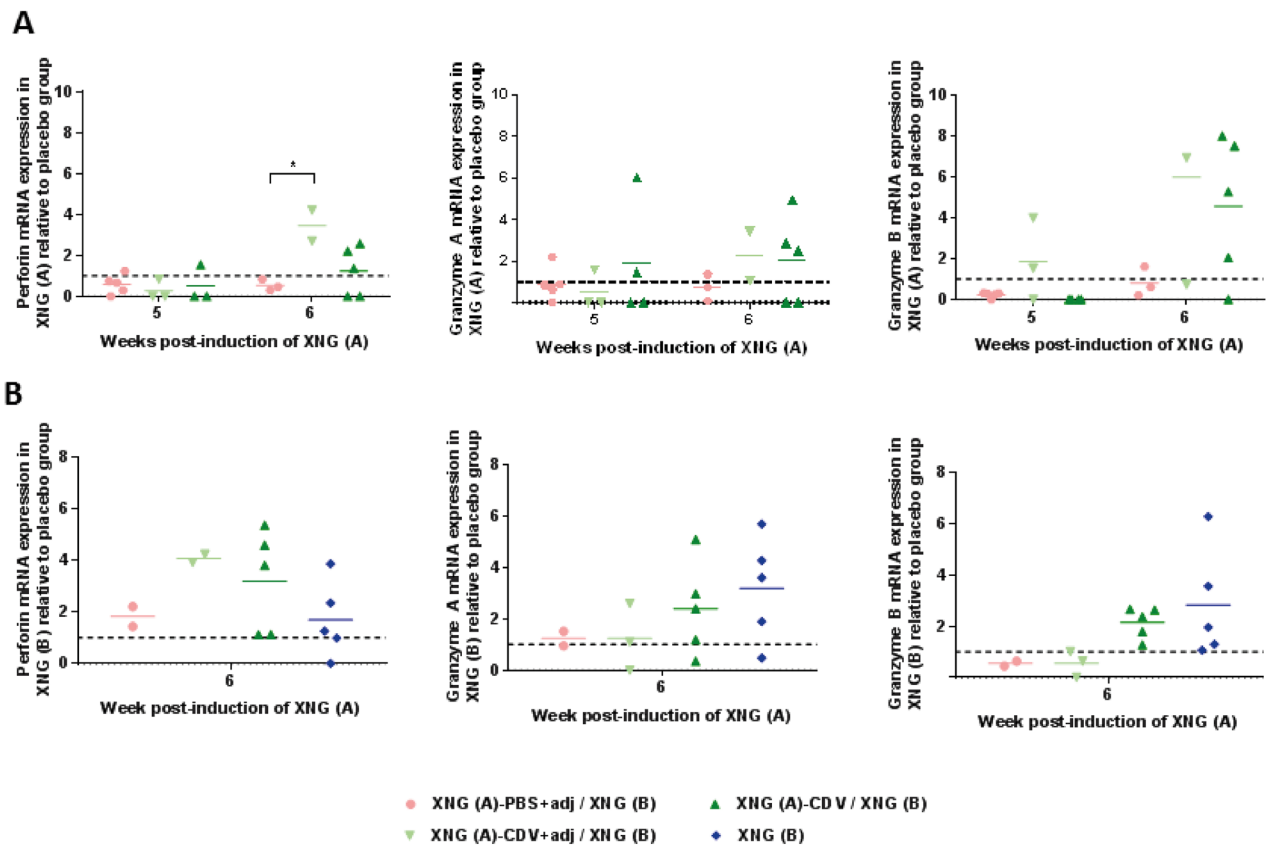 A
Perforin mRNA expression in
XNG (A) relative to placebo group
10
8
6
4
2
0
*
5
6
Weeks post-induction of XNG (A)
Granzyme A mRNA expression in
XNG (A) relative to placebo group
10
8
6
4
2
5
6
Weeks post-induction of XNG (A)
Granzyme B mRNA expression in
XNG (A) relative to placebo group
10
8
6
4
2
0
5
6
Weeks post-induction of XNG (A)
B
Perforin mRNA expression in
XNG (B) relative to placebo group
8
6
4
2
0
6
Week post-induction of XNG (A)
Granzyme A mRNA expression in
XNG (B) relative to placebo group
8
6
4
2
0
6
Week post-induction of XNG (A)
Granzyme B mRNA expression in
XNG (B) relative to placebo group
8
6
4
2
6
Week post-induction of XNG (A)
XNG (A)-PBS+adj / XNG (B)
XNG (A)-CDV / XNG (B)
XNG (A)-CDV+adj / XNG (B)
XNG (B)